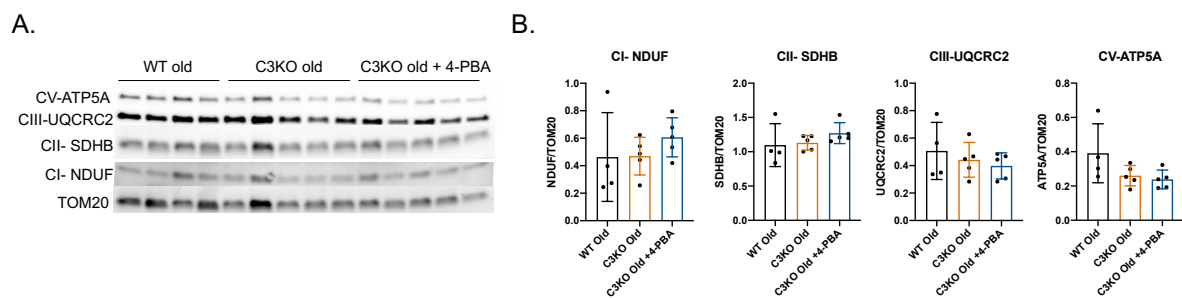 A.
WT old
C3KO old
C3KO old + 4-PBA
CV-ATP5A
CIII-UQCRC2
CII- SDHB
CI- NDUF
TOM20
B.
CI- NDUF
NDUF/TOM20
1.0
0.8
0.6
0.4
0.2
0.0
WT Old
C3KO Old
C3KO Old +4-PBA
CII- SDHB
SDHB/TOM20
2.0
1.5
1.0
0.5
0.0
WT Old
C3KO Old
C3KO Old +4-PBA
CIII-UQCRC2
UQCRC2/TOM20
1.0
0.8
0.6
0.4
0.2
0.0
WT Old
C3KO Old
C3KO Old +4-PBA
CV-ATP5A
ATP5A/TOM20
0.8
0.6
0.4
0.2
0.0
WT Old
C3KO Old
C3KO Old +4-PBA